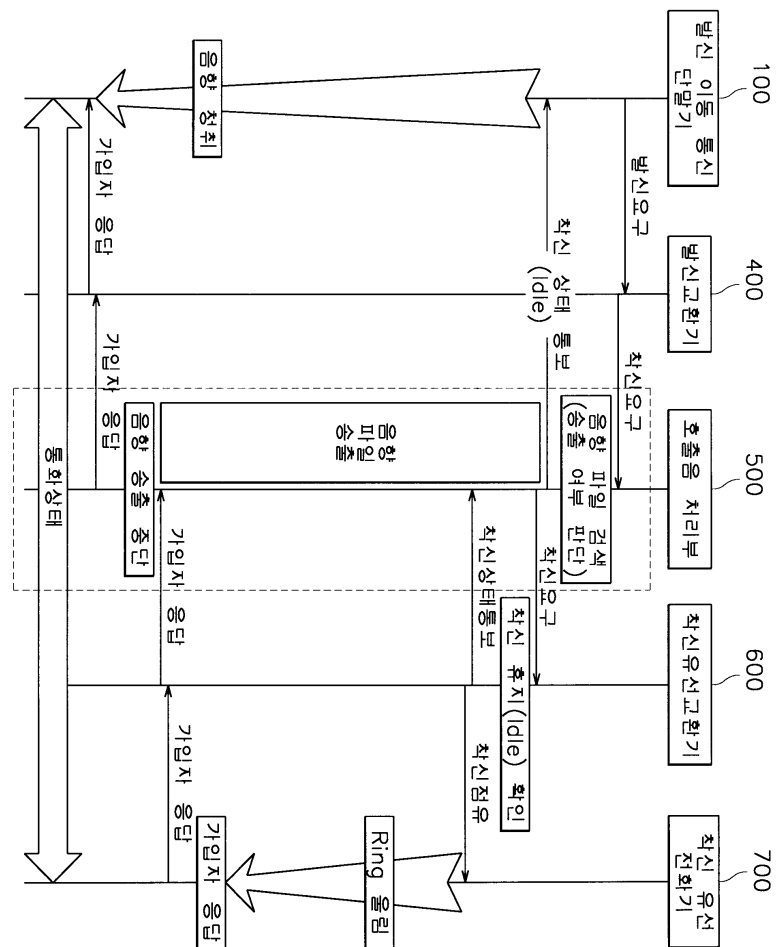 100
400
500
600
700
발신 이동 통신
단말기
발신교환기
호출음 처리부
착신유선교환기
착신 유선
전화기
발신요구
착신요구
음향 파일 검색
(송출 여부 판단)
착신요구
착신 상태 통보
(Idle)
착신 휴지(Idle) 확인
착신상태통보
착신점유
음향 청취
음향
파일
송출
Ring 울림
가입자 응답
가입자 응답
가입자 응답
음향 송출 중단
가입자 응답
가입자 응답
통화상태